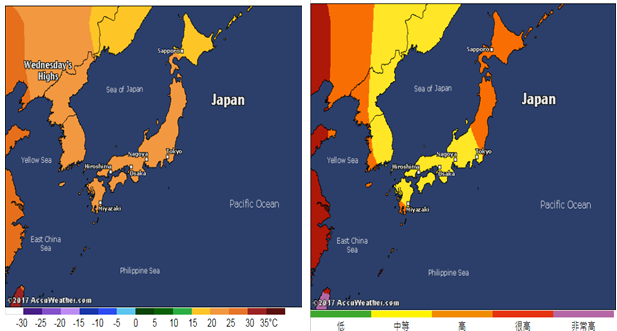 Wednesday's
Highs
Sapporo
Sea of Japan
Japan
Yellow Sea
Nagoya
Tokyo
Hiroshima
Osaka
Miyazaki
Pacific Ocean
East China
Sea
Philippine Sea
©2017 AccuWeather.com
-30 -25 -20 -15 -10 -5 0 5 10 15 20 25 30 35°C
Sapporo
Sea of Japan
Japan
Yellow Sea
Nagoya
Tokyo
Hiroshima
Osaka
Miyazaki
Pacific Ocean
East China
Sea
Philippine Sea
©2017 AccuWeather.com
低 中等 高 很高 非常高